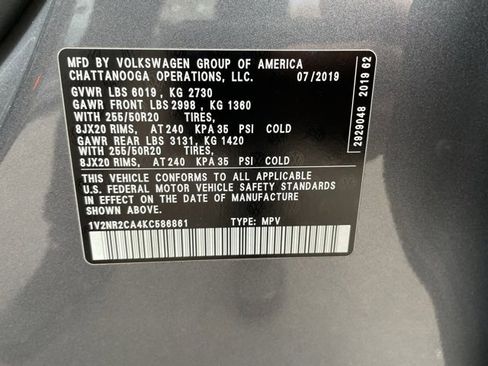 MFD BY VOLKSWAGEN GROUP OF AMERICA
CHATTANOOGA OPERATIONS, LLC. 07/2019
GVWR LBS 6019, KG 2730
GAWR FRONT LBS 2998, KG 1360
WITH 255/50R20 TIRES,
8JX20 RIMS, AT 240 KPA 35 PSI COLD
GAWR REAR LBS 3131, KG 1420
WITH 255/50R20 TIRES,
8JX20 RIMS, AT 240 KPA 35 PSI COLD
THIS VEHICLE CONFORMS TO ALL APPLICABLE
U.S. FEDERAL MOTOR VEHICLE SAFETY STANDARDS
IN EFFECT ON THE DATE OF MANUFACTURE
SHOWN ABOVE
1V2NR2CA4KC586861 TYPE: MPV
2929048 2019 62